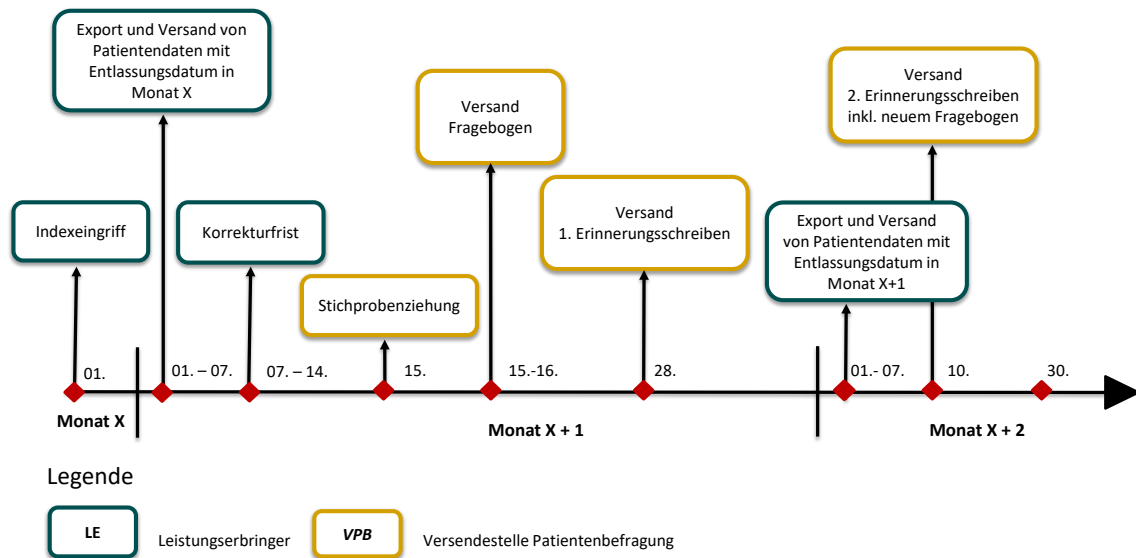 Export und Versand von
Patientendaten mit
Entlassungsdatum in
Monat X
Versand
Fragebogen
Versand
2. Erinnerungsschreiben
inkl. neuem Fragebogen
Indexeingriff
Korrekturfrist
Stichprobenziehung
Versand
1. Erinnerungsschreiben
Export und Versand
von Patientendaten mit
Entlassungsdatum in
Monat X+1
01.
01. – 07.
07. – 14.
15.
15.-16.
28.
01.- 07.
10.
30.
Monat X
Monat X + 1
Monat X + 2
Legende
LE
Leistungserbringer
VPB
Versendestelle Patientenbefragung